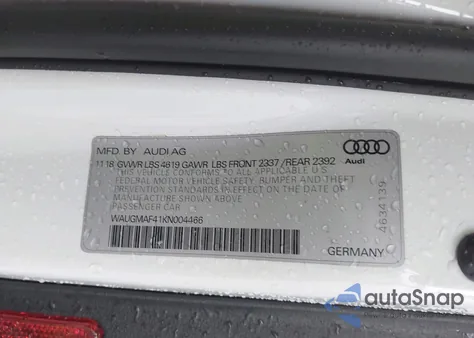 MFD. BY AUDI AG
11.18 GVWR LBS 4819 GAWR LBS FRONT 2337 / REAR 2392
THIS VEHICLE CONFORMS TO ALL APPLICABLE U.S.
FEDERAL MOTOR VEHICLE SAFETY, BUMPER AND THEFT
PREVENTION STANDARDS IN EFFECT ON THE DATE OF
MANUFACTURE SHOWN ABOVE
PASSENGER CAR
WAUGMAF41KN004466
GERMANY
Audi
4634139
autoSnap